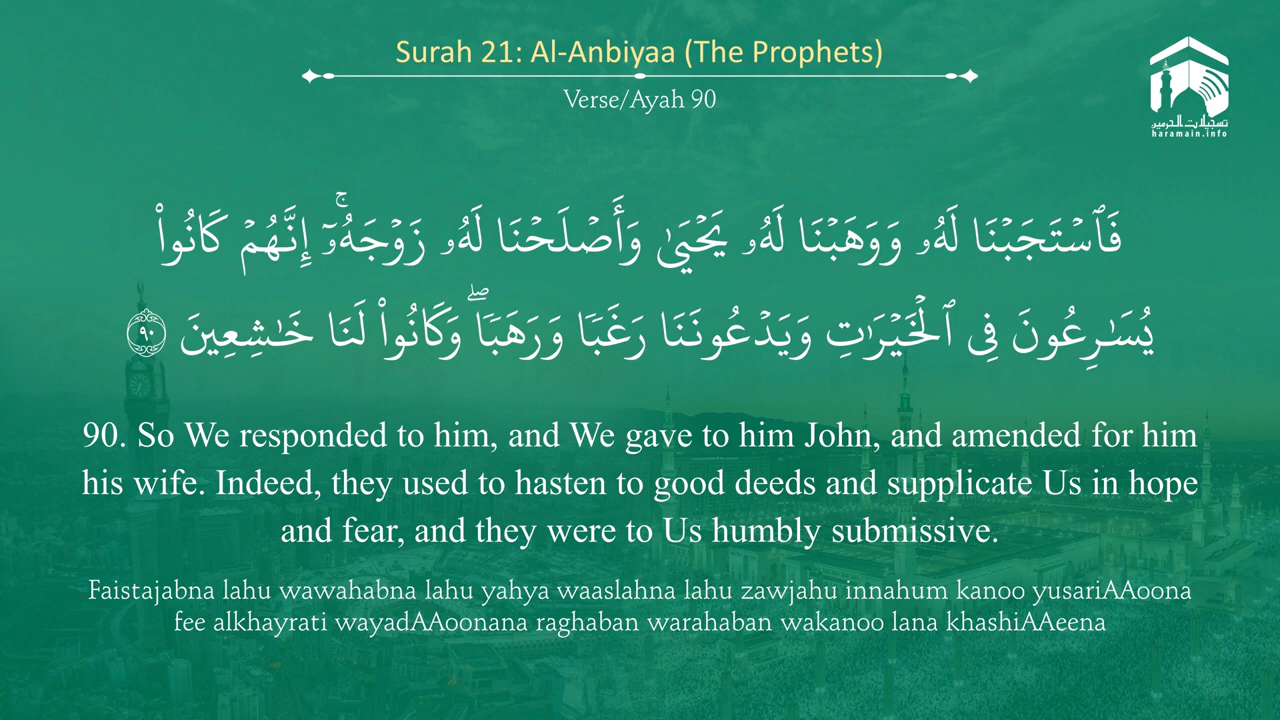 Surah 21: Al-Anbiyaa (The Prophets)
Verse/Ayah 90
تسجيلات الحرمين
haramain.info
فَٱسْتَجَبْنَا لَهُۥ وَوَهَبْنَا لَهُۥ يَحْيَىٰ وَأَصْلَحْنَا لَهُۥ زَوْجَهُۥٓ ۚ إِنَّهُمْ كَانُوا۟
يُسَـٰرِعُونَ فِى ٱلْخَيْرَٰتِ وَيَدْعُونَنَا رَغَبًا وَرَهَبًا ۖ وَكَانُوا۟ لَنَا خَـٰشِعِينَ ٩٠
90. So We responded to him, and We gave to him John, and amended for him
his wife. Indeed, they used to hasten to good deeds and supplicate Us in hope
and fear, and they were to Us humbly submissive.
Faistajabna lahu wawahabna lahu yahya waaslahna lahu zawjahu innahum kanoo yusariAAoona
fee alkhayrati wayadAAoonana raghaban warahaban wakanoo lana khashiAAeena